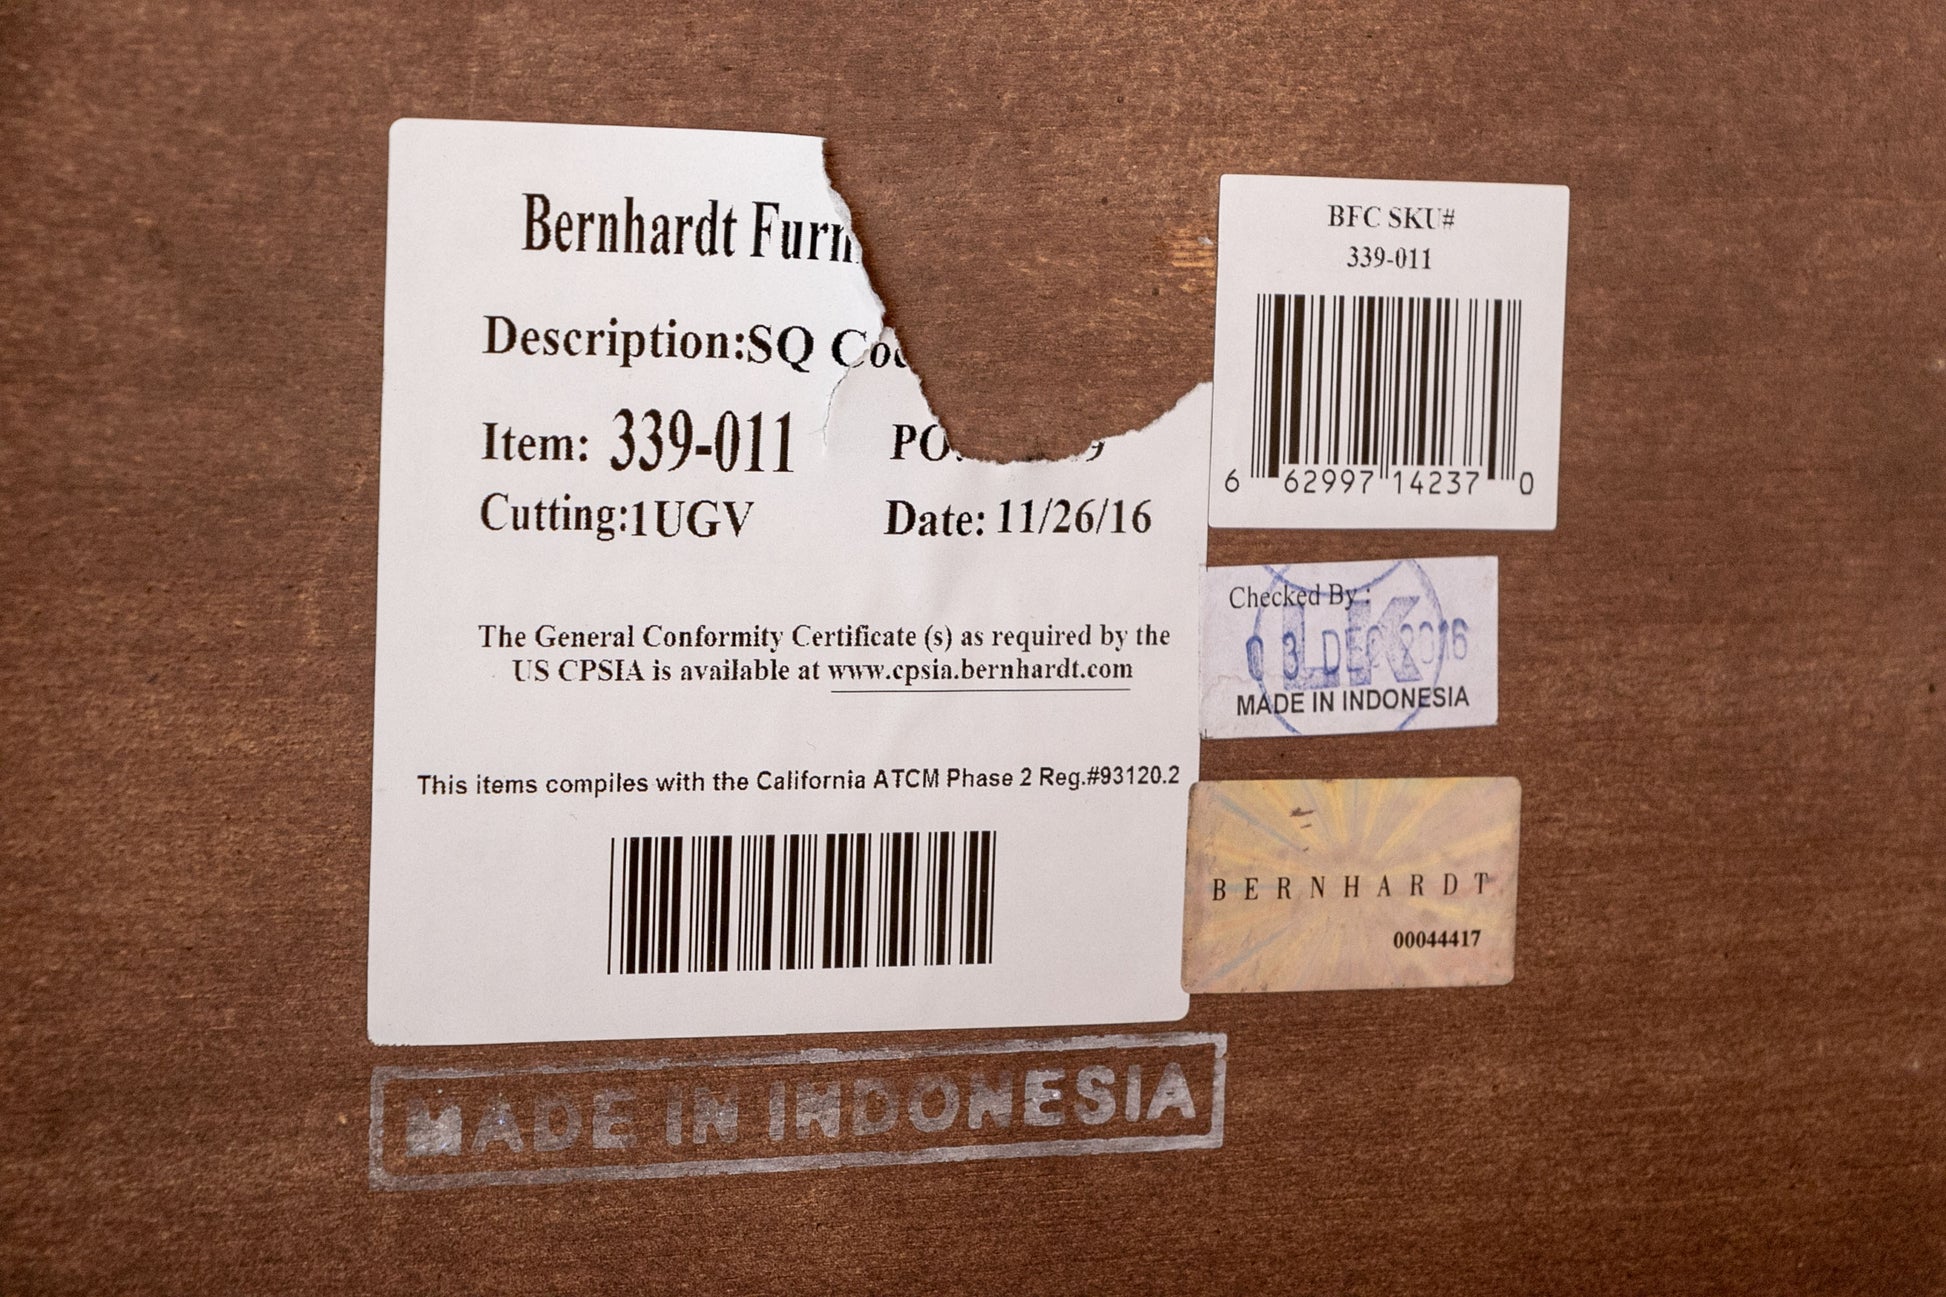 Bernhardt Furn
Description:SQ Co
Item: 339-011 PO
Cutting:1UGV Date: 11/26/16
The General Conformity Certificate (s) as required by the
US CPSIA is available at www.cpsia.bernhardt.com
This items compiles with the California ATCM Phase 2 Reg.#93120.2
MADE IN INDONESIA
BFC SKU#
339-011
6 62997 14237 0
Checked By :
LK
03 DEC 2016
MADE IN INDONESIA
BERNHARDT
00044417